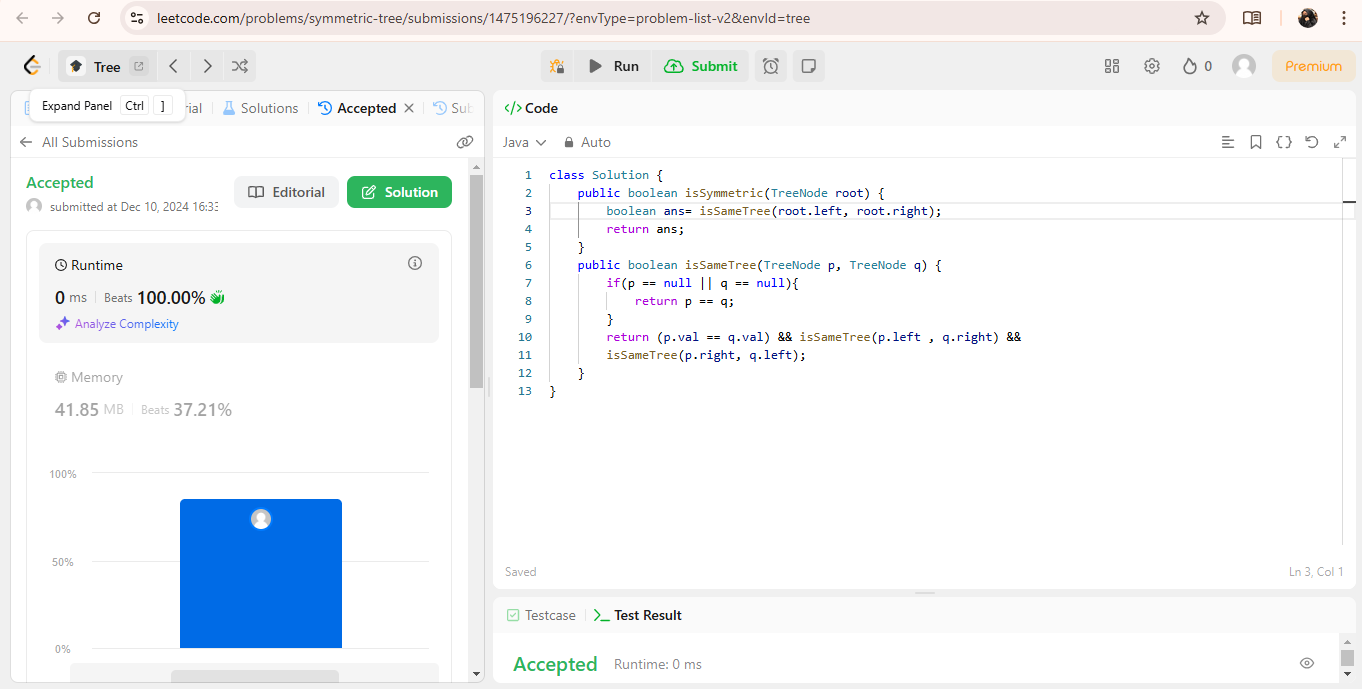 leetcode.com/problems/symmetric-tree/submissions/1475196227/?envType=problem-list-v2&envId=tree
Tree
Run
Submit
0
Premium
Expand Panel Ctrl ]
rial
Solutions
Accepted
Sub
All Submissions
Accepted
submitted at Dec 10, 2024 16:33
Editorial
Solution
Runtime
0 ms Beats 100.00%
Analyze Complexity
Memory
41.85 MB Beats 37.21%
100%
50%
0%
</> Code
Java Auto
1 class Solution {
2 public boolean isSymmetric(TreeNode root) {
3 boolean ans= isSameTree(root.left, root.right);
4 return ans;
5 }
6 public boolean isSameTree(TreeNode p, TreeNode q) {
7 if(p == null || q == null){
8 return p == q;
9 }
10 return (p.val == q.val) && isSameTree(p.left , q.right) &&
11 isSameTree(p.right, q.left);
12 }
13 }
Saved
Ln 3, Col 1
Testcase
Test Result
Accepted Runtime: 0 ms